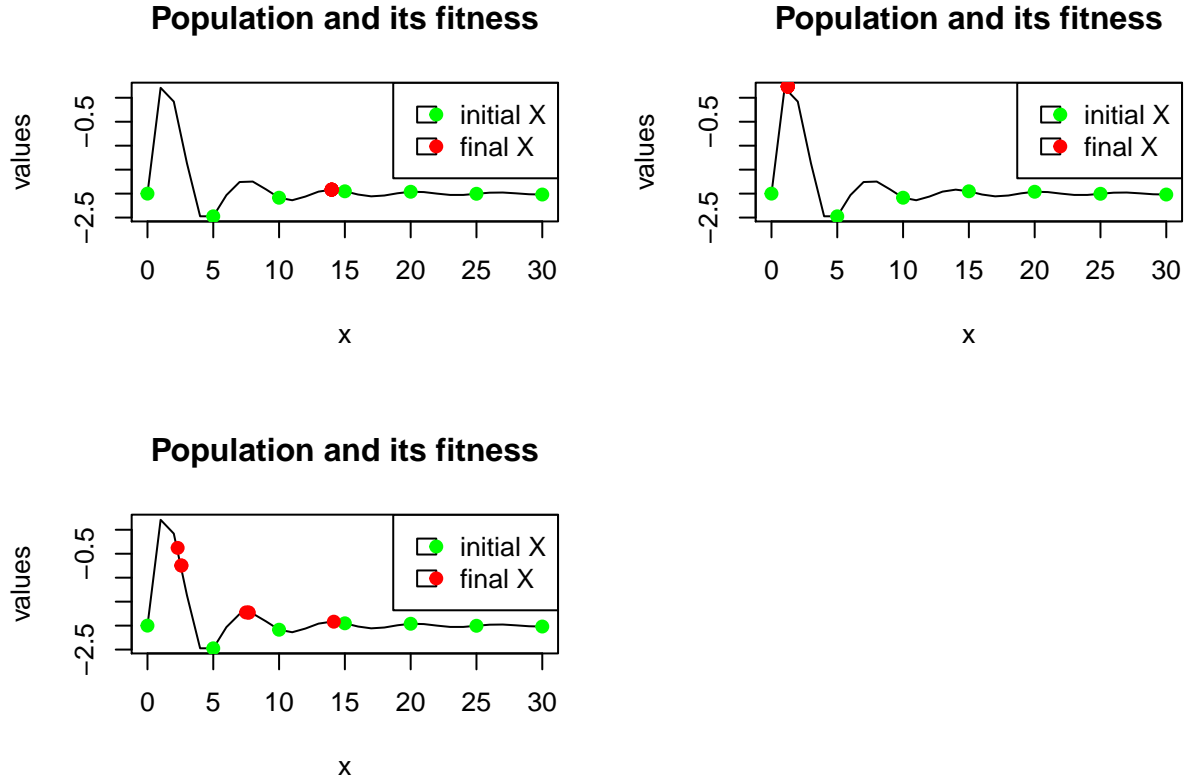 Population and its fitness
values
−0.5
−2.5
initial X
final X
0 5 10 15 20 25 30
x
Population and its fitness
values
−0.5
−2.5
initial X
final X
0 5 10 15 20 25 30
x
Population and its fitness
values
−0.5
−2.5
initial X
final X
0 5 10 15 20 25 30
x